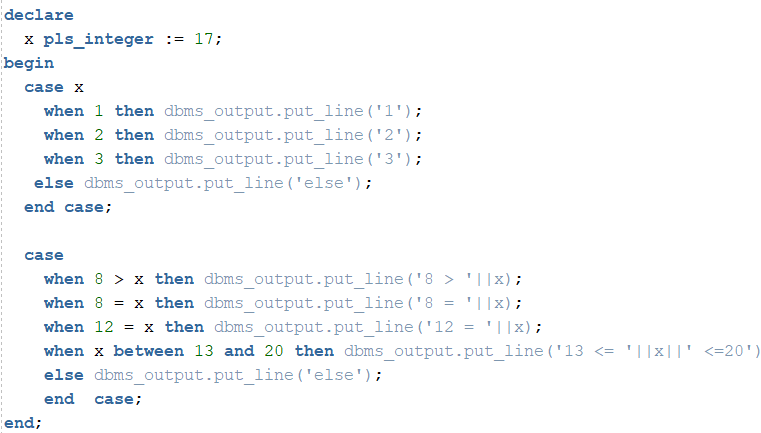 declare
  x pls_integer := 17;
begin
  case x
    when 1 then dbms_output.put_line('1');
    when 2 then dbms_output.put_line('2');
    when 3 then dbms_output.put_line('3');
   else dbms_output.put_line('else');
  end case;

  case
    when 8 > x then dbms_output.put_line('8 > '||x);
    when 8 = x then dbms_output.put_line('8 = '||x);
    when 12 = x then dbms_output.put_line('12 = '||x);
    when x between 13 and 20 then dbms_output.put_line('13 <= '||x||' <=20')
    else dbms_output.put_line('else');
    end  case;
end;